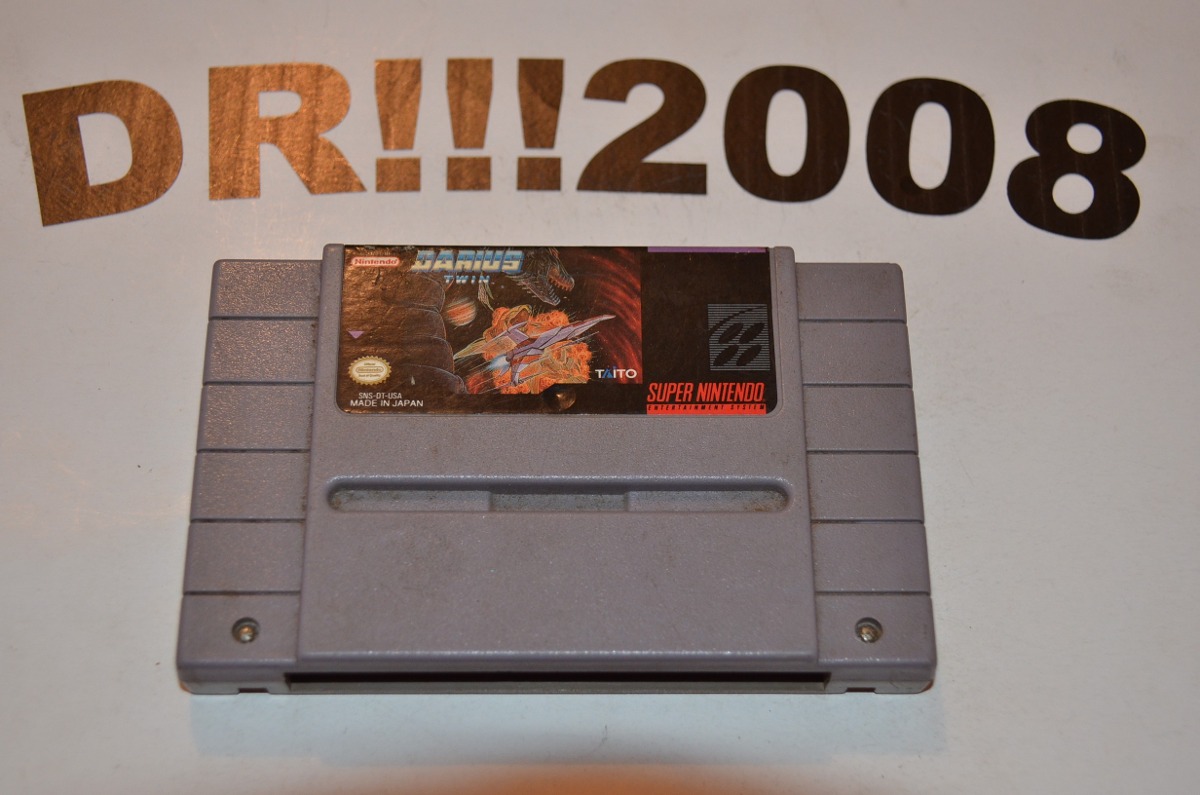 DR!!!2008
Nintendo
DARIUS
TWIN
TAITO
SNS-DT-USA
MADE IN JAPAN
SUPER NINTENDO
ENTERTAINMENT SYSTEM